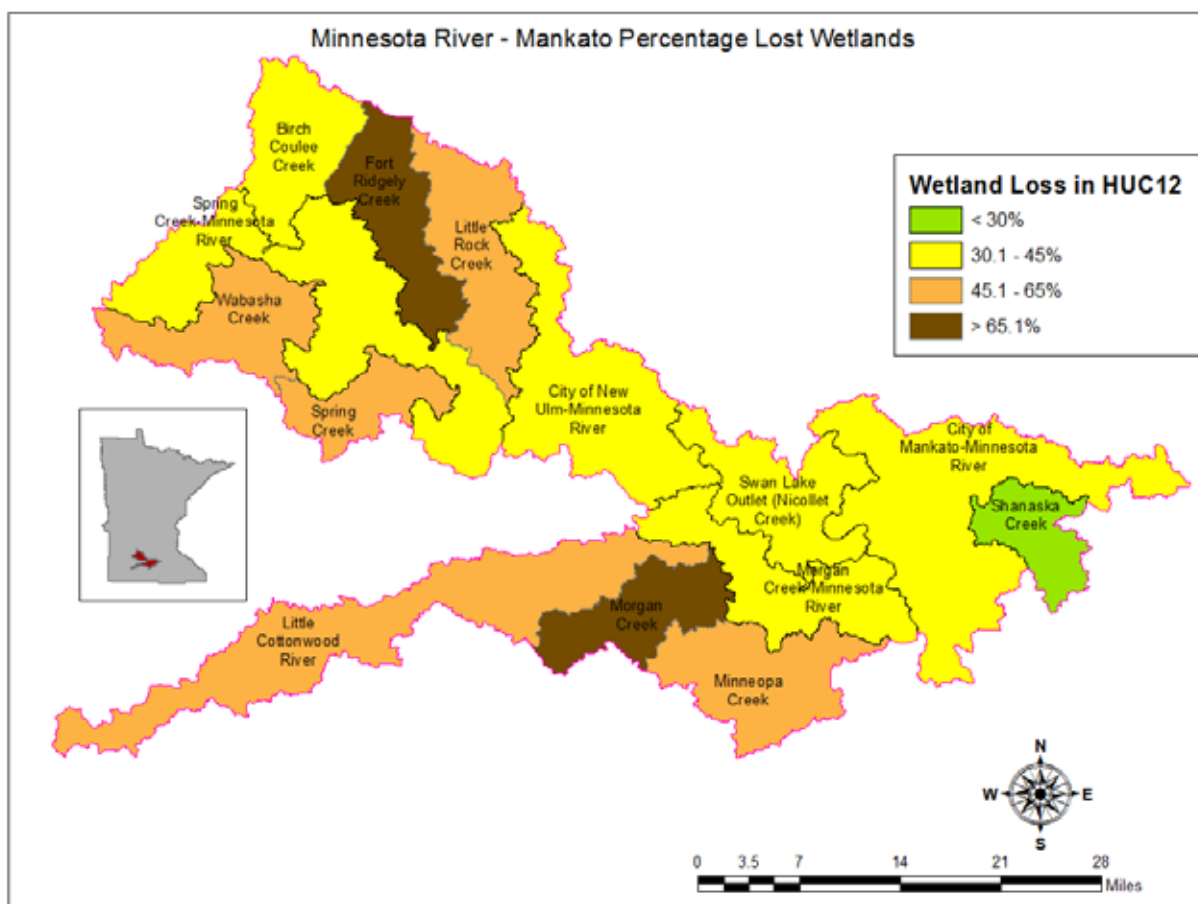 Minnesota River - Mankato Percentage Lost Wetlands
Birch
Coulee
Creek
Fort
Ridgely
Creek
Spring
Creek-Minnesota
River
Little
Rock
Creek
Wabasha
Creek
Spring
Creek
City of New
Ulm-Minnesota
River
City of
Mankato-Minnesota
River
Swan Lake
Outlet (Nicollet
Creek)
Shanaska
Creek
Morgan
Creek-Minnesota
River
Morgan
Creek
Little
Cottonwood
River
Minneopa
Creek
Wetland Loss in HUC12
< 30%
30.1 - 45%
45.1 - 65%
> 65.1%
N
W E
S
0 3.5 7 14 21 28
Miles